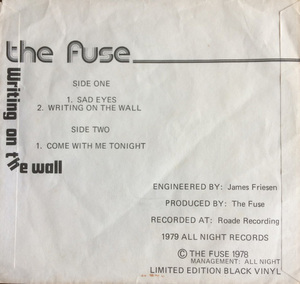 the fuse
writing on the wall
SIDE ONE
1. SAD EYES
2. WRITING ON THE WALL
SIDE TWO
1. COME WITH ME TONIGHT
ENGINEERED BY: James Friesen
PRODUCED BY: The Fuse
RECORDED AT: Roade Recording
1979 ALL NIGHT RECORDS
© THE FUSE 1978
MANAGEMENT: ALL NIGHT
LIMITED EDITION BLACK VINYL